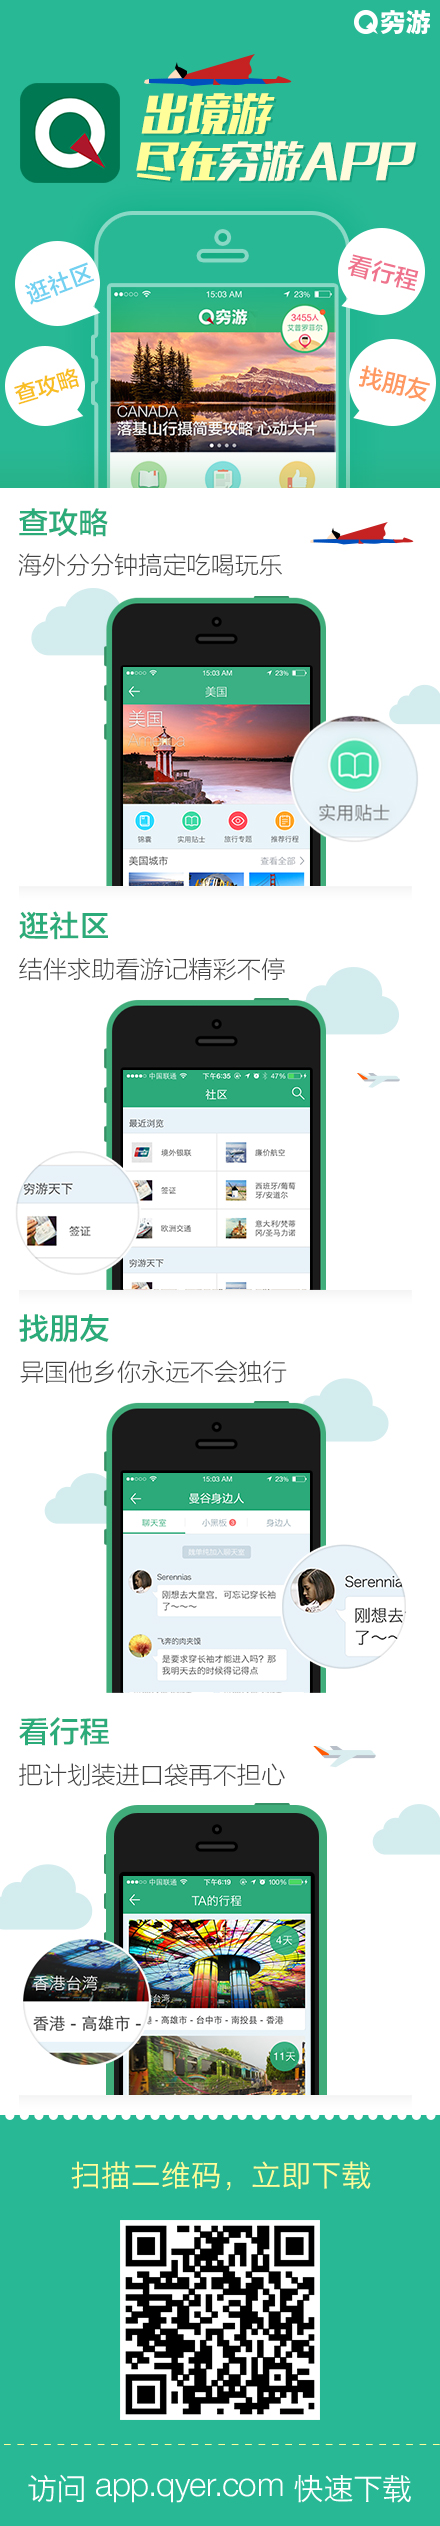 穷游
出境游
尽在穷游APP
逛社区
看行程
查攻略
找朋友
15:03 AM
23%
穷游
3455人
艾普罗菲尔
CANADA
落基山行摄简要攻略 心动大片
查攻略
海外分分钟搞定吃喝玩乐
15:03 AM
23%
美国
美国
锦囊
实用贴士
旅行专题
推荐行程
实用贴士
美国城市
查看全部
逛社区
结伴求助看游记精彩不停
中国联通
下午6:35
47%
社区
最近浏览
境外银联
廉价航空
签证
西班牙/葡萄
牙/安道尔
欧洲交通
意大利/梵蒂
冈/圣马力诺
穷游天下
穷游天下
签证
找朋友
异国他乡你永远不会独行
15:03 AM
23%
曼谷身边人
聊天室
小黑板
身边人
Serennias
刚想去大皇宫，可忘记穿长袖
了～～～
飞奔的肉夹馍
是要求穿长袖才能进入吗？那
我明天去的时候得记得点
Serennia
刚想去
了～～
看行程
把计划装进口袋再不担心
中国联通
下午6:19
100%
TA的行程
4天
台湾
- 高雄市 - 台中市 - 南投县 - 香港
11天
香港台湾
香港 - 高雄市 -
扫描二维码，立即下载
访问 app.qyer.com 快速下载